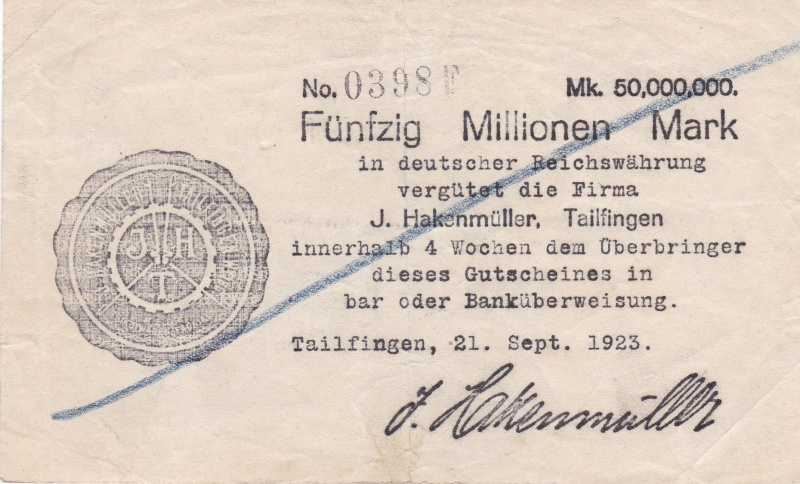 No. 0398 F Mk. 50,000,000.
Fünfzig Millionen Mark
in deutscher Reichswährung
vergütet die Firma
J. Hakenmüller, Tailfingen
innerhalb 4 Wochen dem Überbringer
dieses Gutscheines in
bar oder Banküberweisung.
Tailfingen, 21. Sept. 1923.
J. Hakenmüller
J H
T